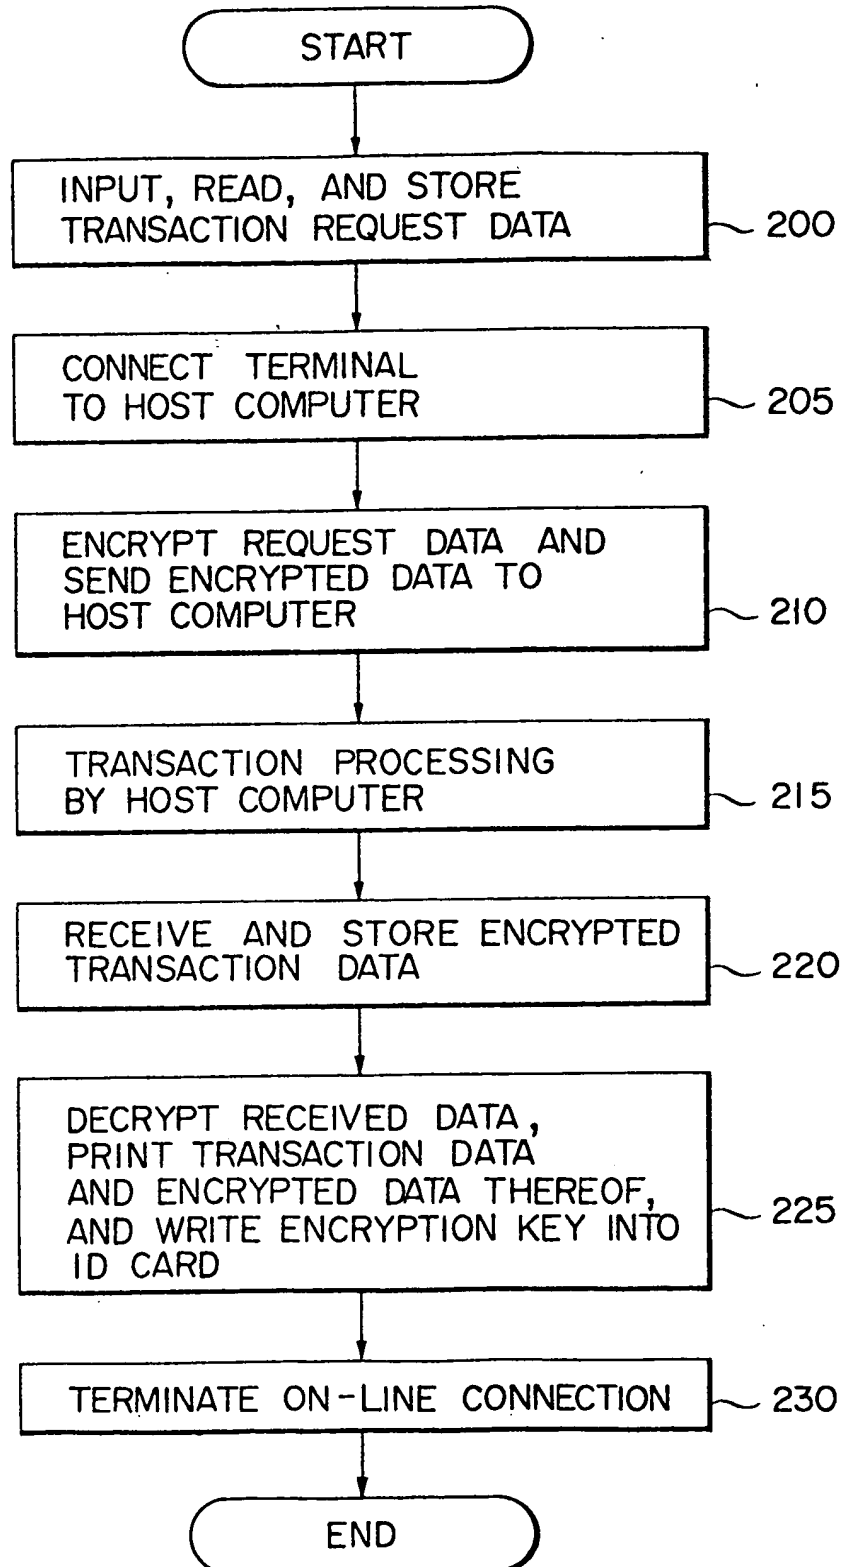 START
INPUT, READ, AND STORE
TRANSACTION REQUEST DATA
200
CONNECT TERMINAL
TO HOST COMPUTER
205
ENCRYPT REQUEST DATA AND
SEND ENCRYPTED DATA TO
HOST COMPUTER
210
TRANSACTION PROCESSING
BY HOST COMPUTER
215
RECEIVE AND STORE ENCRYPTED
TRANSACTION DATA
220
DECRYPT RECEIVED DATA,
PRINT TRANSACTION DATA
AND ENCRYPTED DATA THEREOF,
AND WRITE ENCRYPTION KEY INTO
ID CARD
225
TERMINATE ON-LINE CONNECTION
230
END